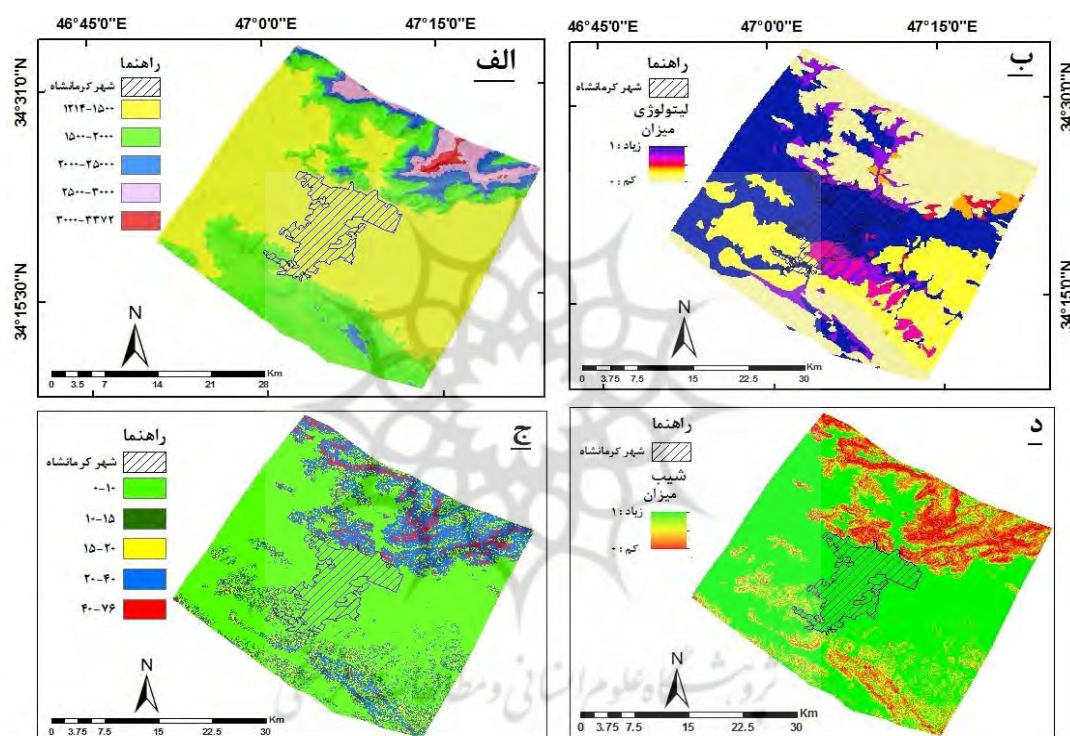 46°45'0"E 47°0'0"E 47°15'0"E
34°31'0"N
34°15'30"N
الف
راهنما
شهر کرمانشاه
۱۲۱۴-۱۵۰۰
۱۵۰۰-۲۰۰۰
۲۰۰۰-۲۵۰۰
۲۵۰۰-۳۰۰۰
۳۰۰۰-۳۳۷۲
N
0 3.5 7 14 21 28 Km
46°45'0"E 47°0'0"E 47°15'0"E
34°30'0"N
34°15'0"N
ب
راهنما
شهر کرمانشاه
لیتولوژی
میزان
زیاد : ۱
کم : ۰
N
0 3.75 7.5 15 22.5 30 Km
ج
راهنما
شهر کرمانشاه
۰-۱۰
۱۰-۱۵
۱۵-۲۰
۲۰-۴۰
۴۰-۷۶
N
0 3.75 7.5 15 22.5 30 Km
د
راهنما
شهر کرمانشاه
شیب
میزان
زیاد : ۱
کم : ۰
N
0 3.75 7.5 15 22.5 30 Km
پژوهشگاه علوم انسانی و